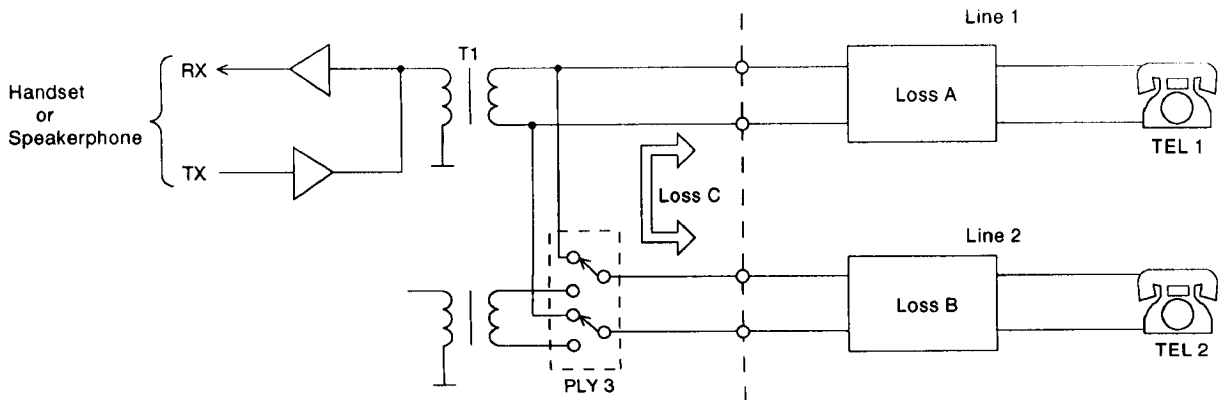 Line 1
T1
RX
Handset
or
Speakerphone
TX
Loss A
TEL 1
Loss C
Line 2
Loss B
TEL 2
PLY 3